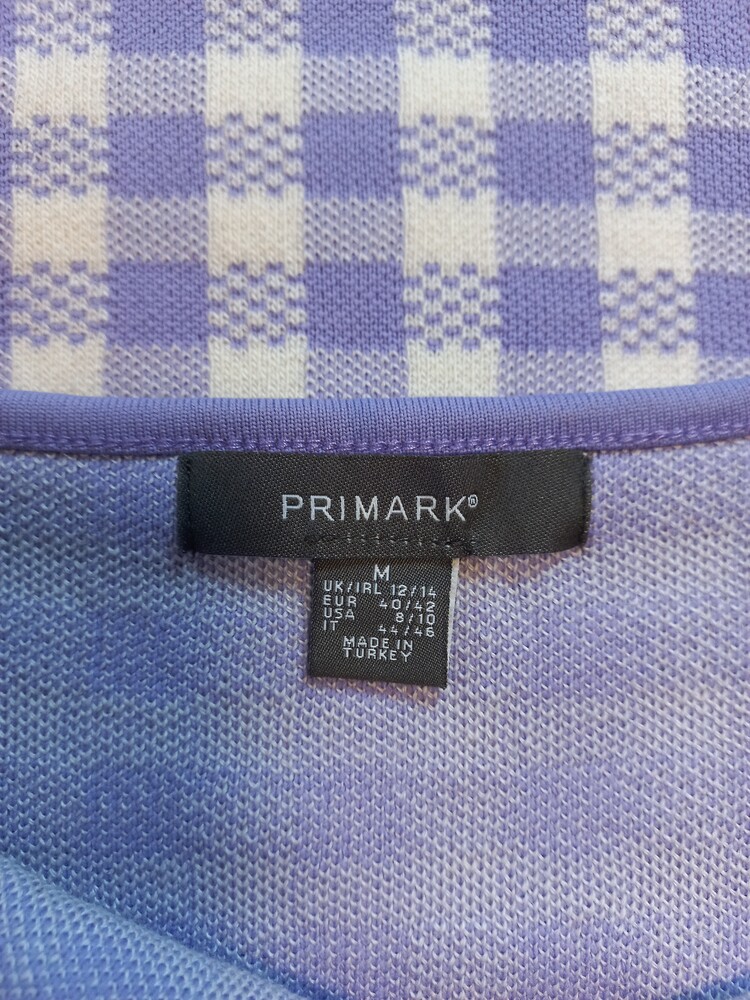 PRIMARK®
M
UK/IRL 12/14
EUR 40/42
USA 8/10
IT 44/46
MADE IN
TURKEY